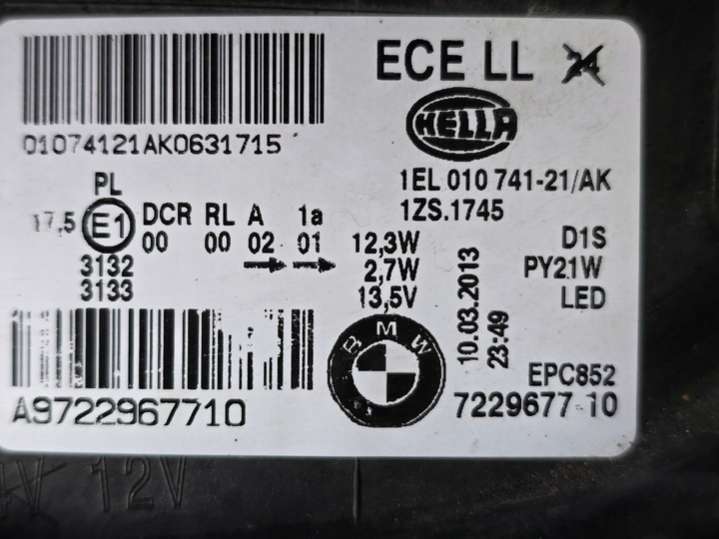 ECE LL 24
HELLA
01074121AK0631715
1EL 010 741-21/AK
1ZS.1745
PL
17,5 E1 DCR RL A 1a
00 00 02 01
3132
3133
12,3W D1S
2,7W PY21W
13,5V LED
10.03.2013
23:49
BMW
EPC852
A9722967710
7229677 10
12V